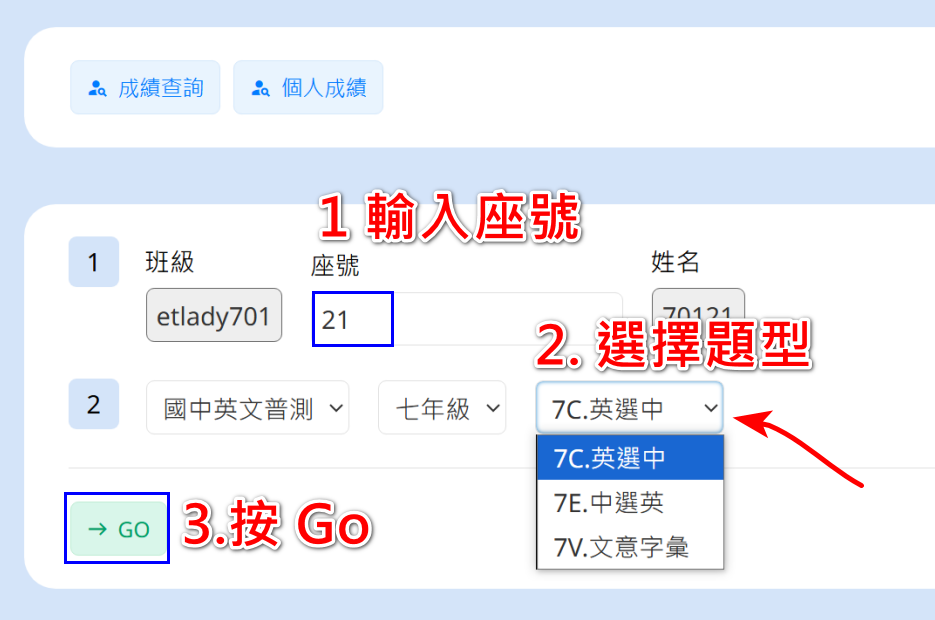 成績查詢 個人成績
1 輸入座號
1 班級 座號 姓名
etlady701 21 70121
2. 選擇題型
2 國中英文普測 七年級 7C.英選中
7C.英選中
7E.中選英
7V.文意字彙
→ GO 3.按 Go